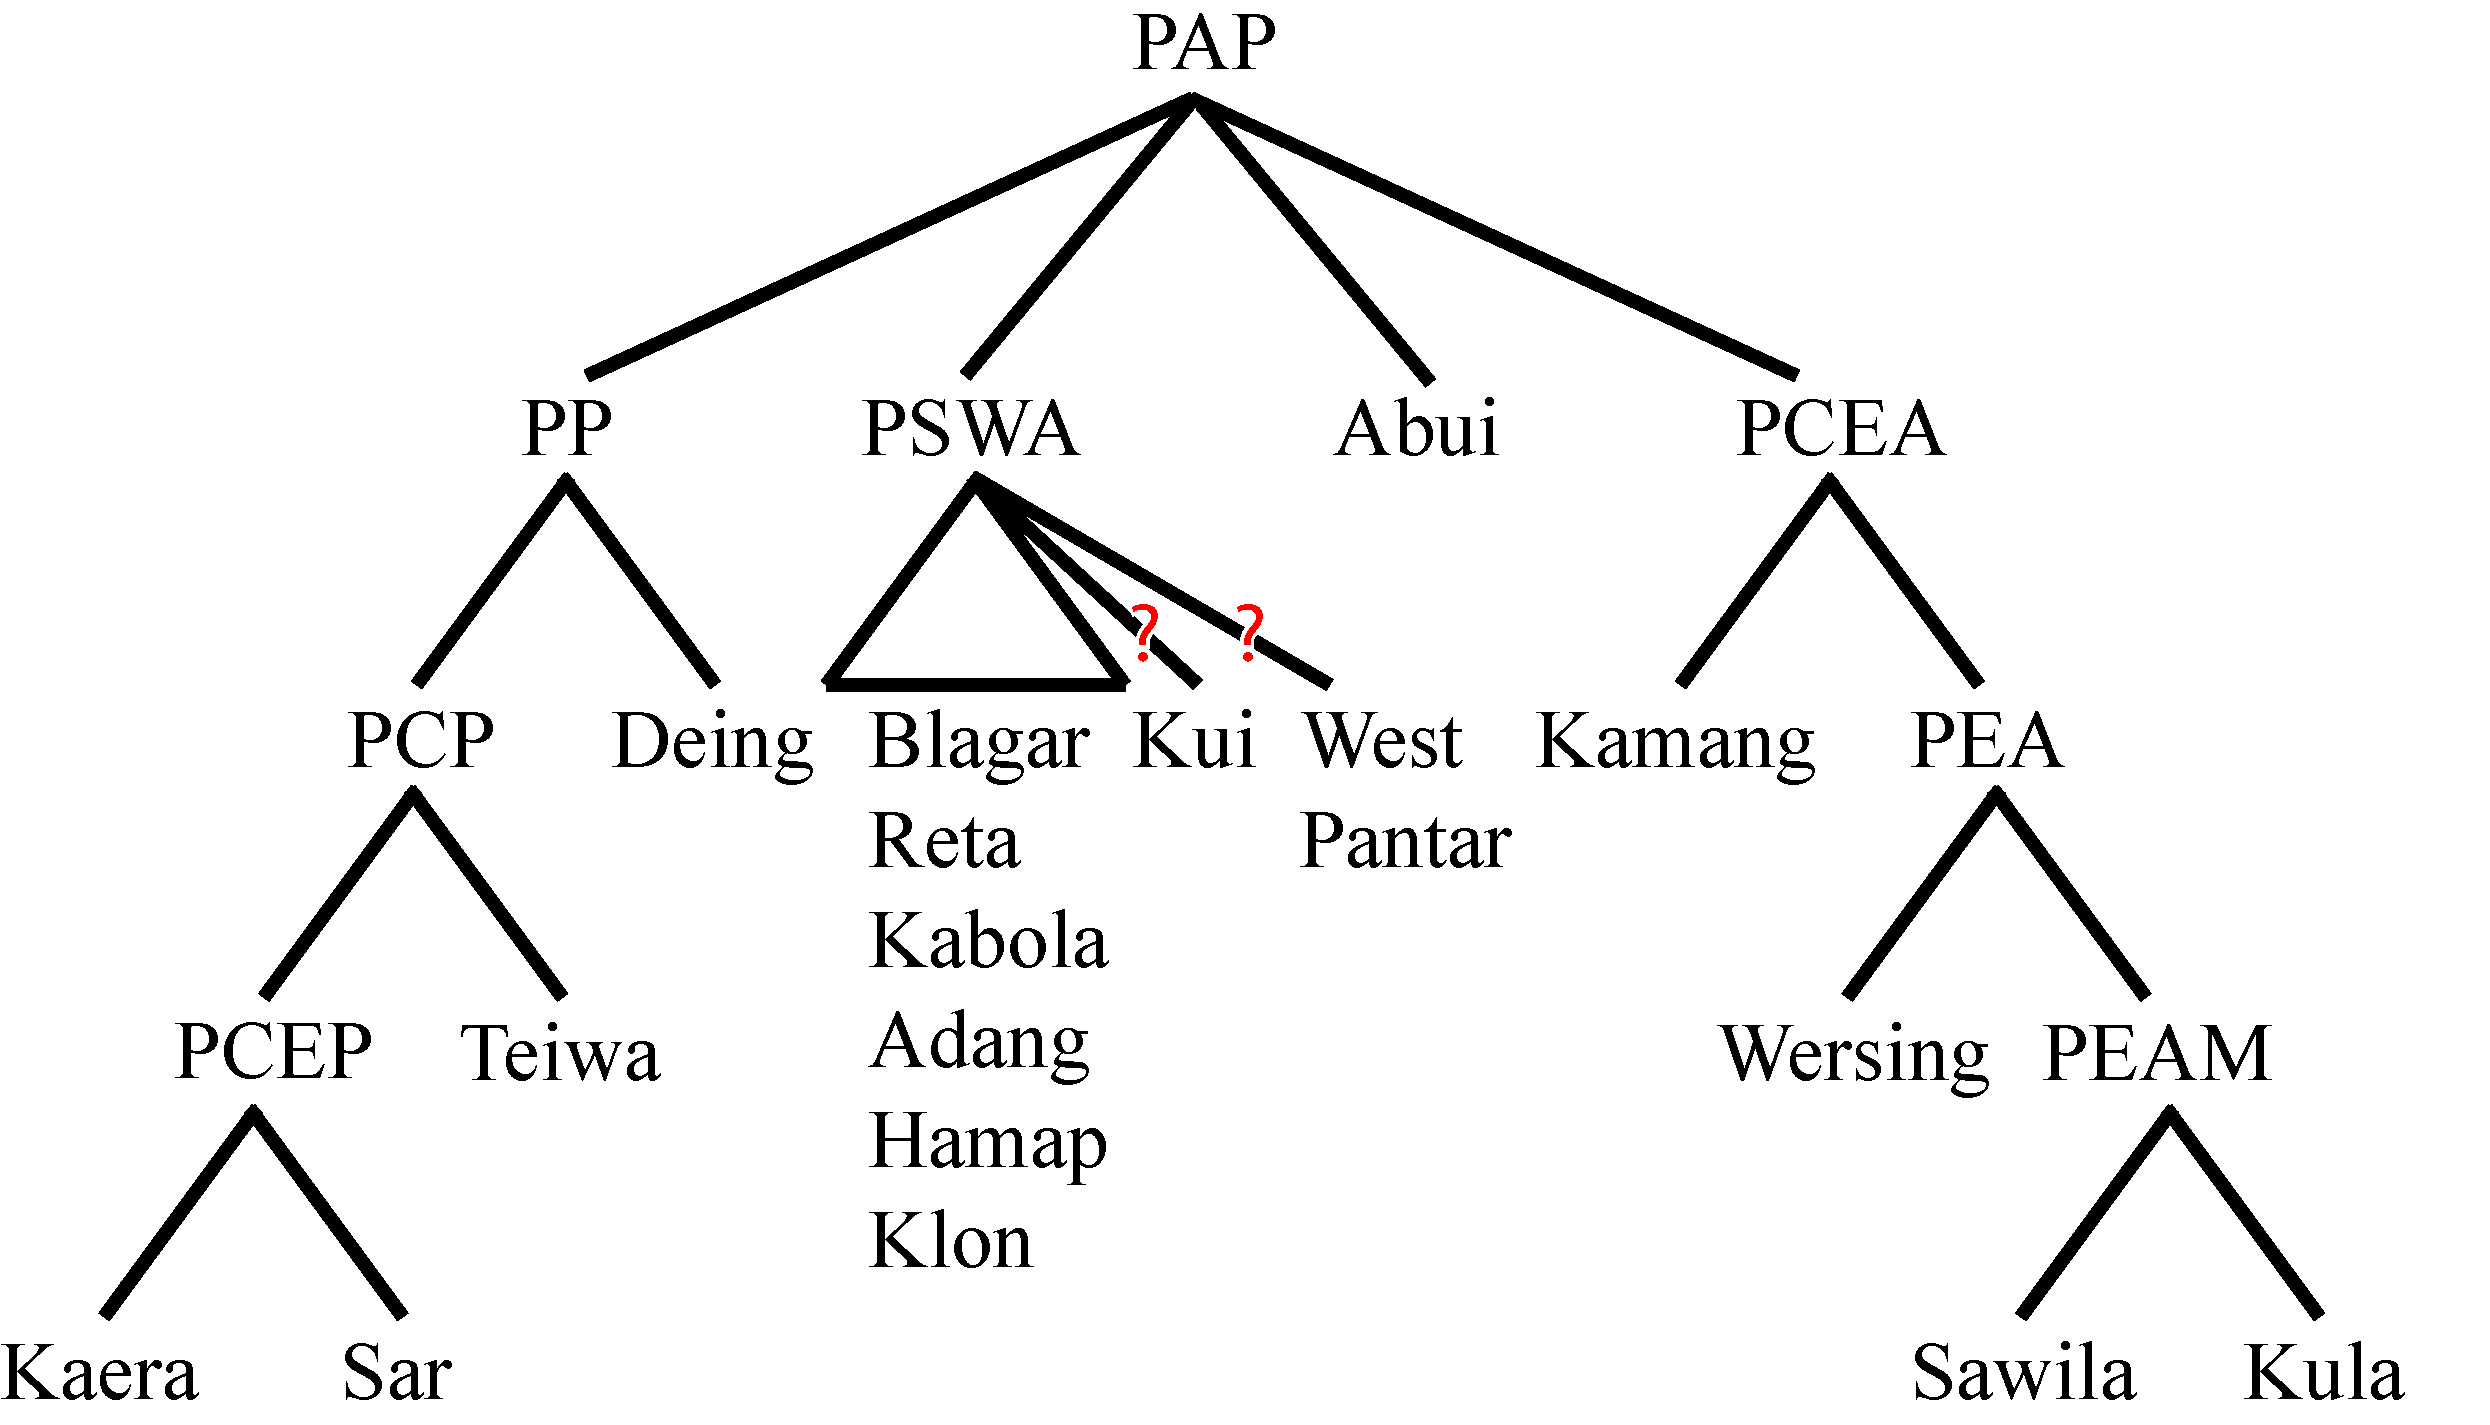 PAP
PP PSWA Abui PCEA
? ?
PCP Deing Blagar Kui West Kamang PEA
Reta Pantar
Kabola
PCEP Teiwa Adang Wersing PEAM
Hamap
Klon
Kaera Sar Sawila Kula